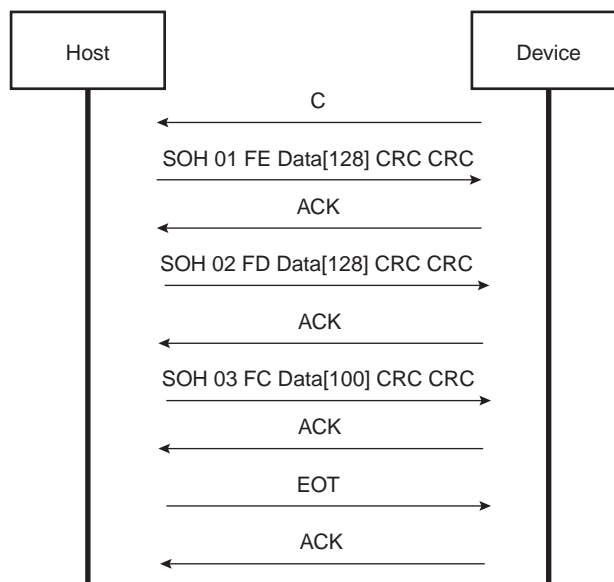 Host
Device
C
SOH 01 FE Data[128] CRC CRC
ACK
SOH 02 FD Data[128] CRC CRC
ACK
SOH 03 FC Data[100] CRC CRC
ACK
EOT
ACK